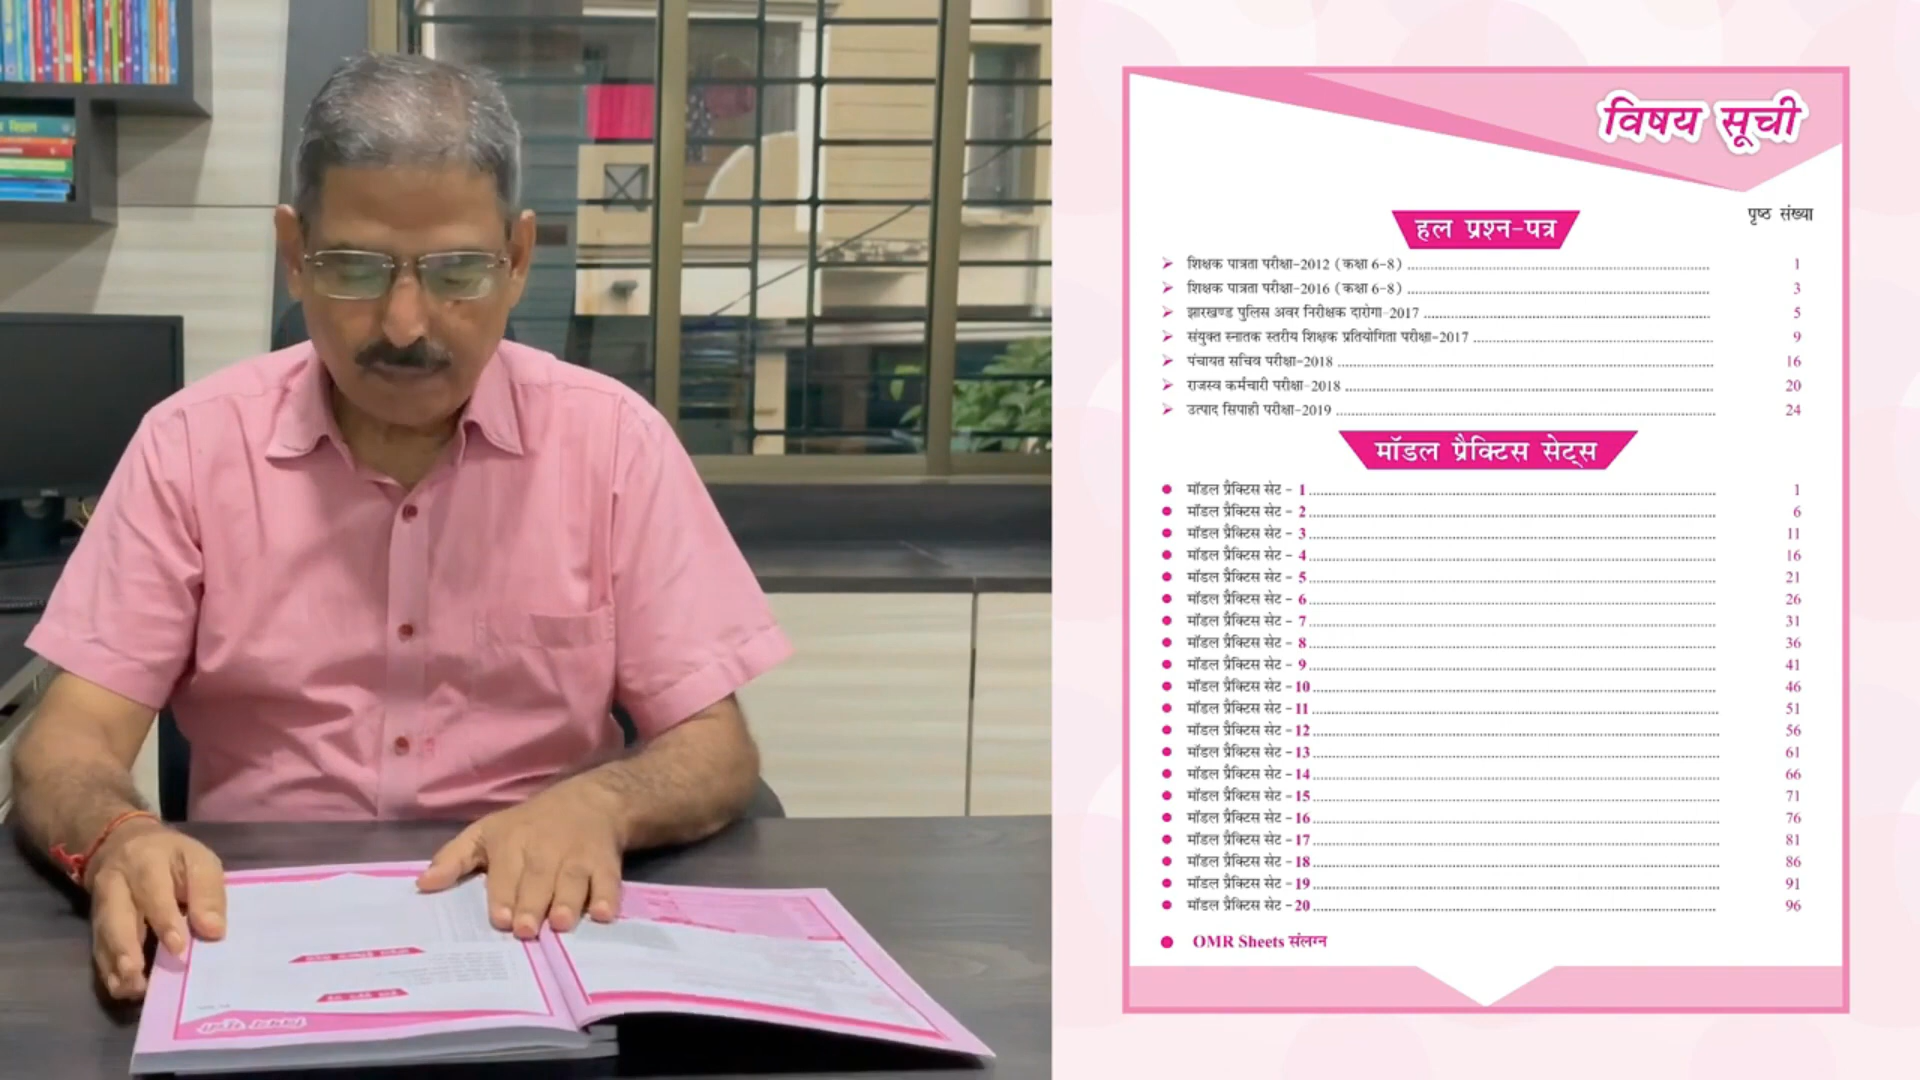 विषय सूची
पृष्ठ संख्या
हल प्रश्न-पत्र
शिक्षक पात्रता परीक्षा-2012 (कक्षा 6-8) 1
शिक्षक पात्रता परीक्षा-2016 (कक्षा 6-8) 3
झारखण्ड पुलिस अवर निरीक्षक दारोगा-2017 5
संयुक्त स्नातक स्तरीय शिक्षक प्रतियोगिता परीक्षा-2017 9
पंचायत सचिव परीक्षा-2018 16
राजस्व कर्मचारी परीक्षा-2018 20
उत्पाद सिपाही परीक्षा-2019 24
मॉडल प्रैक्टिस सेट्स
मॉडल प्रैक्टिस सेट - 1 1
मॉडल प्रैक्टिस सेट - 2 6
मॉडल प्रैक्टिस सेट - 3 11
मॉडल प्रैक्टिस सेट - 4 16
मॉडल प्रैक्टिस सेट - 5 21
मॉडल प्रैक्टिस सेट - 6 26
मॉडल प्रैक्टिस सेट - 7 31
मॉडल प्रैक्टिस सेट - 8 36
मॉडल प्रैक्टिस सेट - 9 41
मॉडल प्रैक्टिस सेट - 10 46
मॉडल प्रैक्टिस सेट - 11 51
मॉडल प्रैक्टिस सेट - 12 56
मॉडल प्रैक्टिस सेट - 13 61
मॉडल प्रैक्टिस सेट - 14 66
मॉडल प्रैक्टिस सेट - 15 71
मॉडल प्रैक्टिस सेट - 16 76
मॉडल प्रैक्टिस सेट - 17 81
मॉडल प्रैक्टिस सेट - 18 86
मॉडल प्रैक्टिस सेट - 19 91
मॉडल प्रैक्टिस सेट - 20 96
OMR Sheets संलग्न